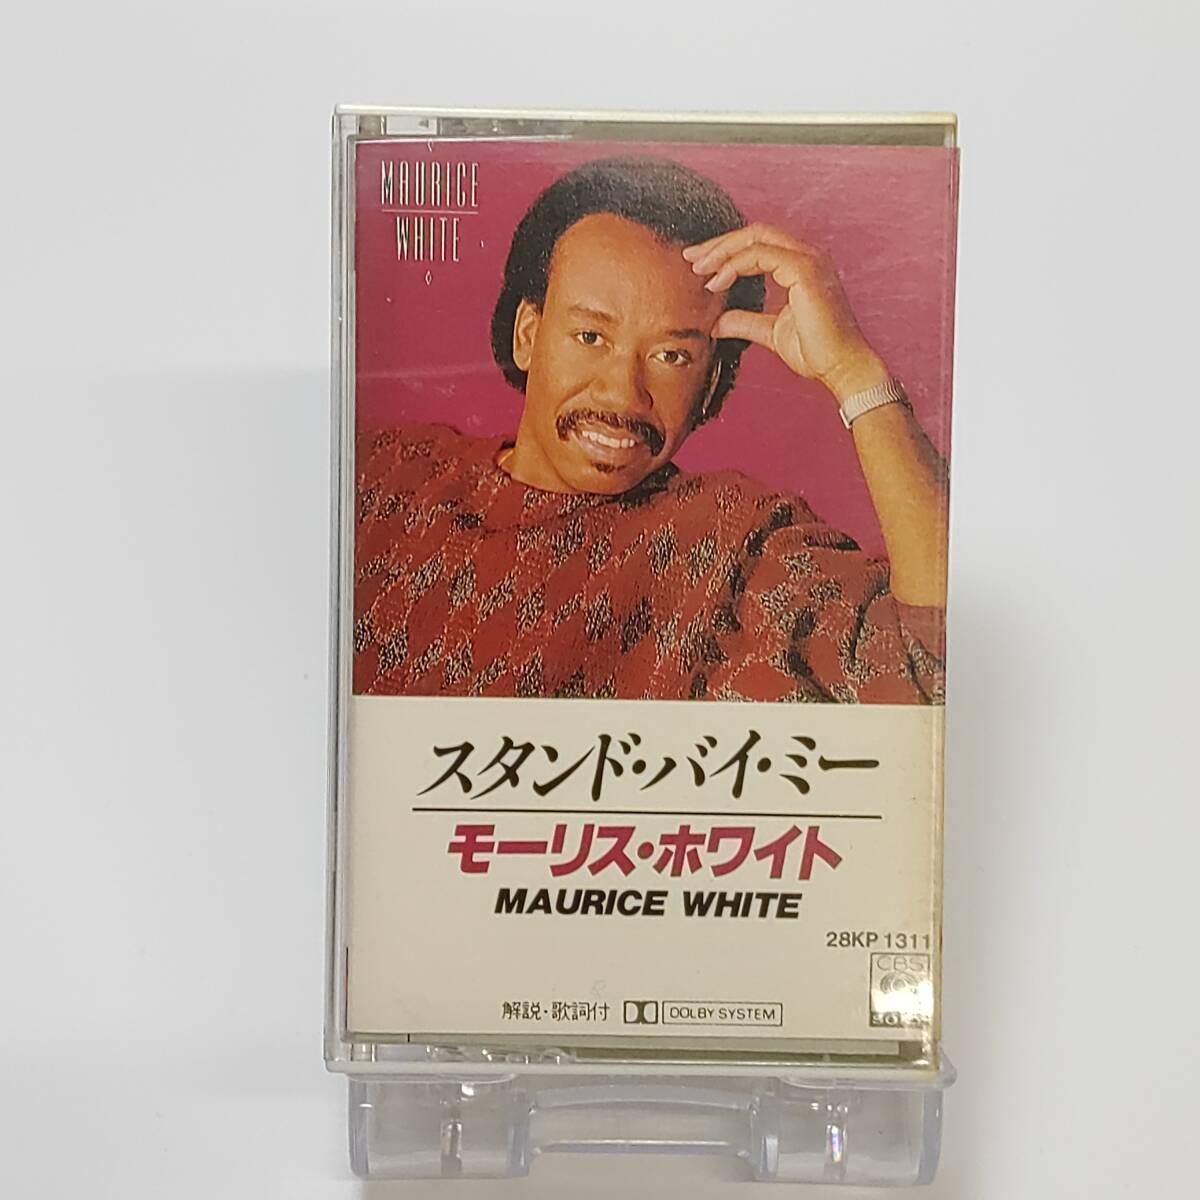 MAURICE
WHITE
スタンド・バイ・ミー
モーリス・ホワイト
MAURICE WHITE
28KP 1311
CBS
解説・歌詞付 DOLBY SYSTEM